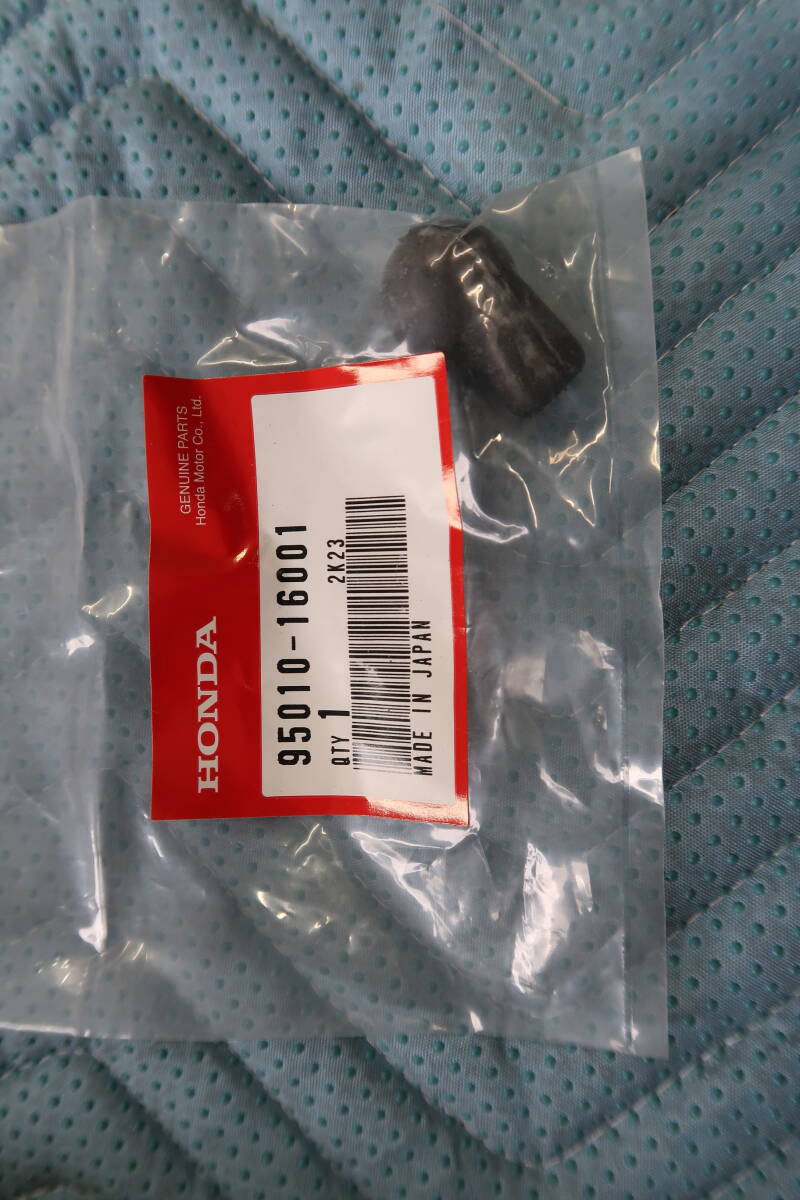 GENUINE PARTS
Honda Motor Co., Ltd.
HONDA
95010-16001
QTY 1
2K23
MADE IN JAPAN